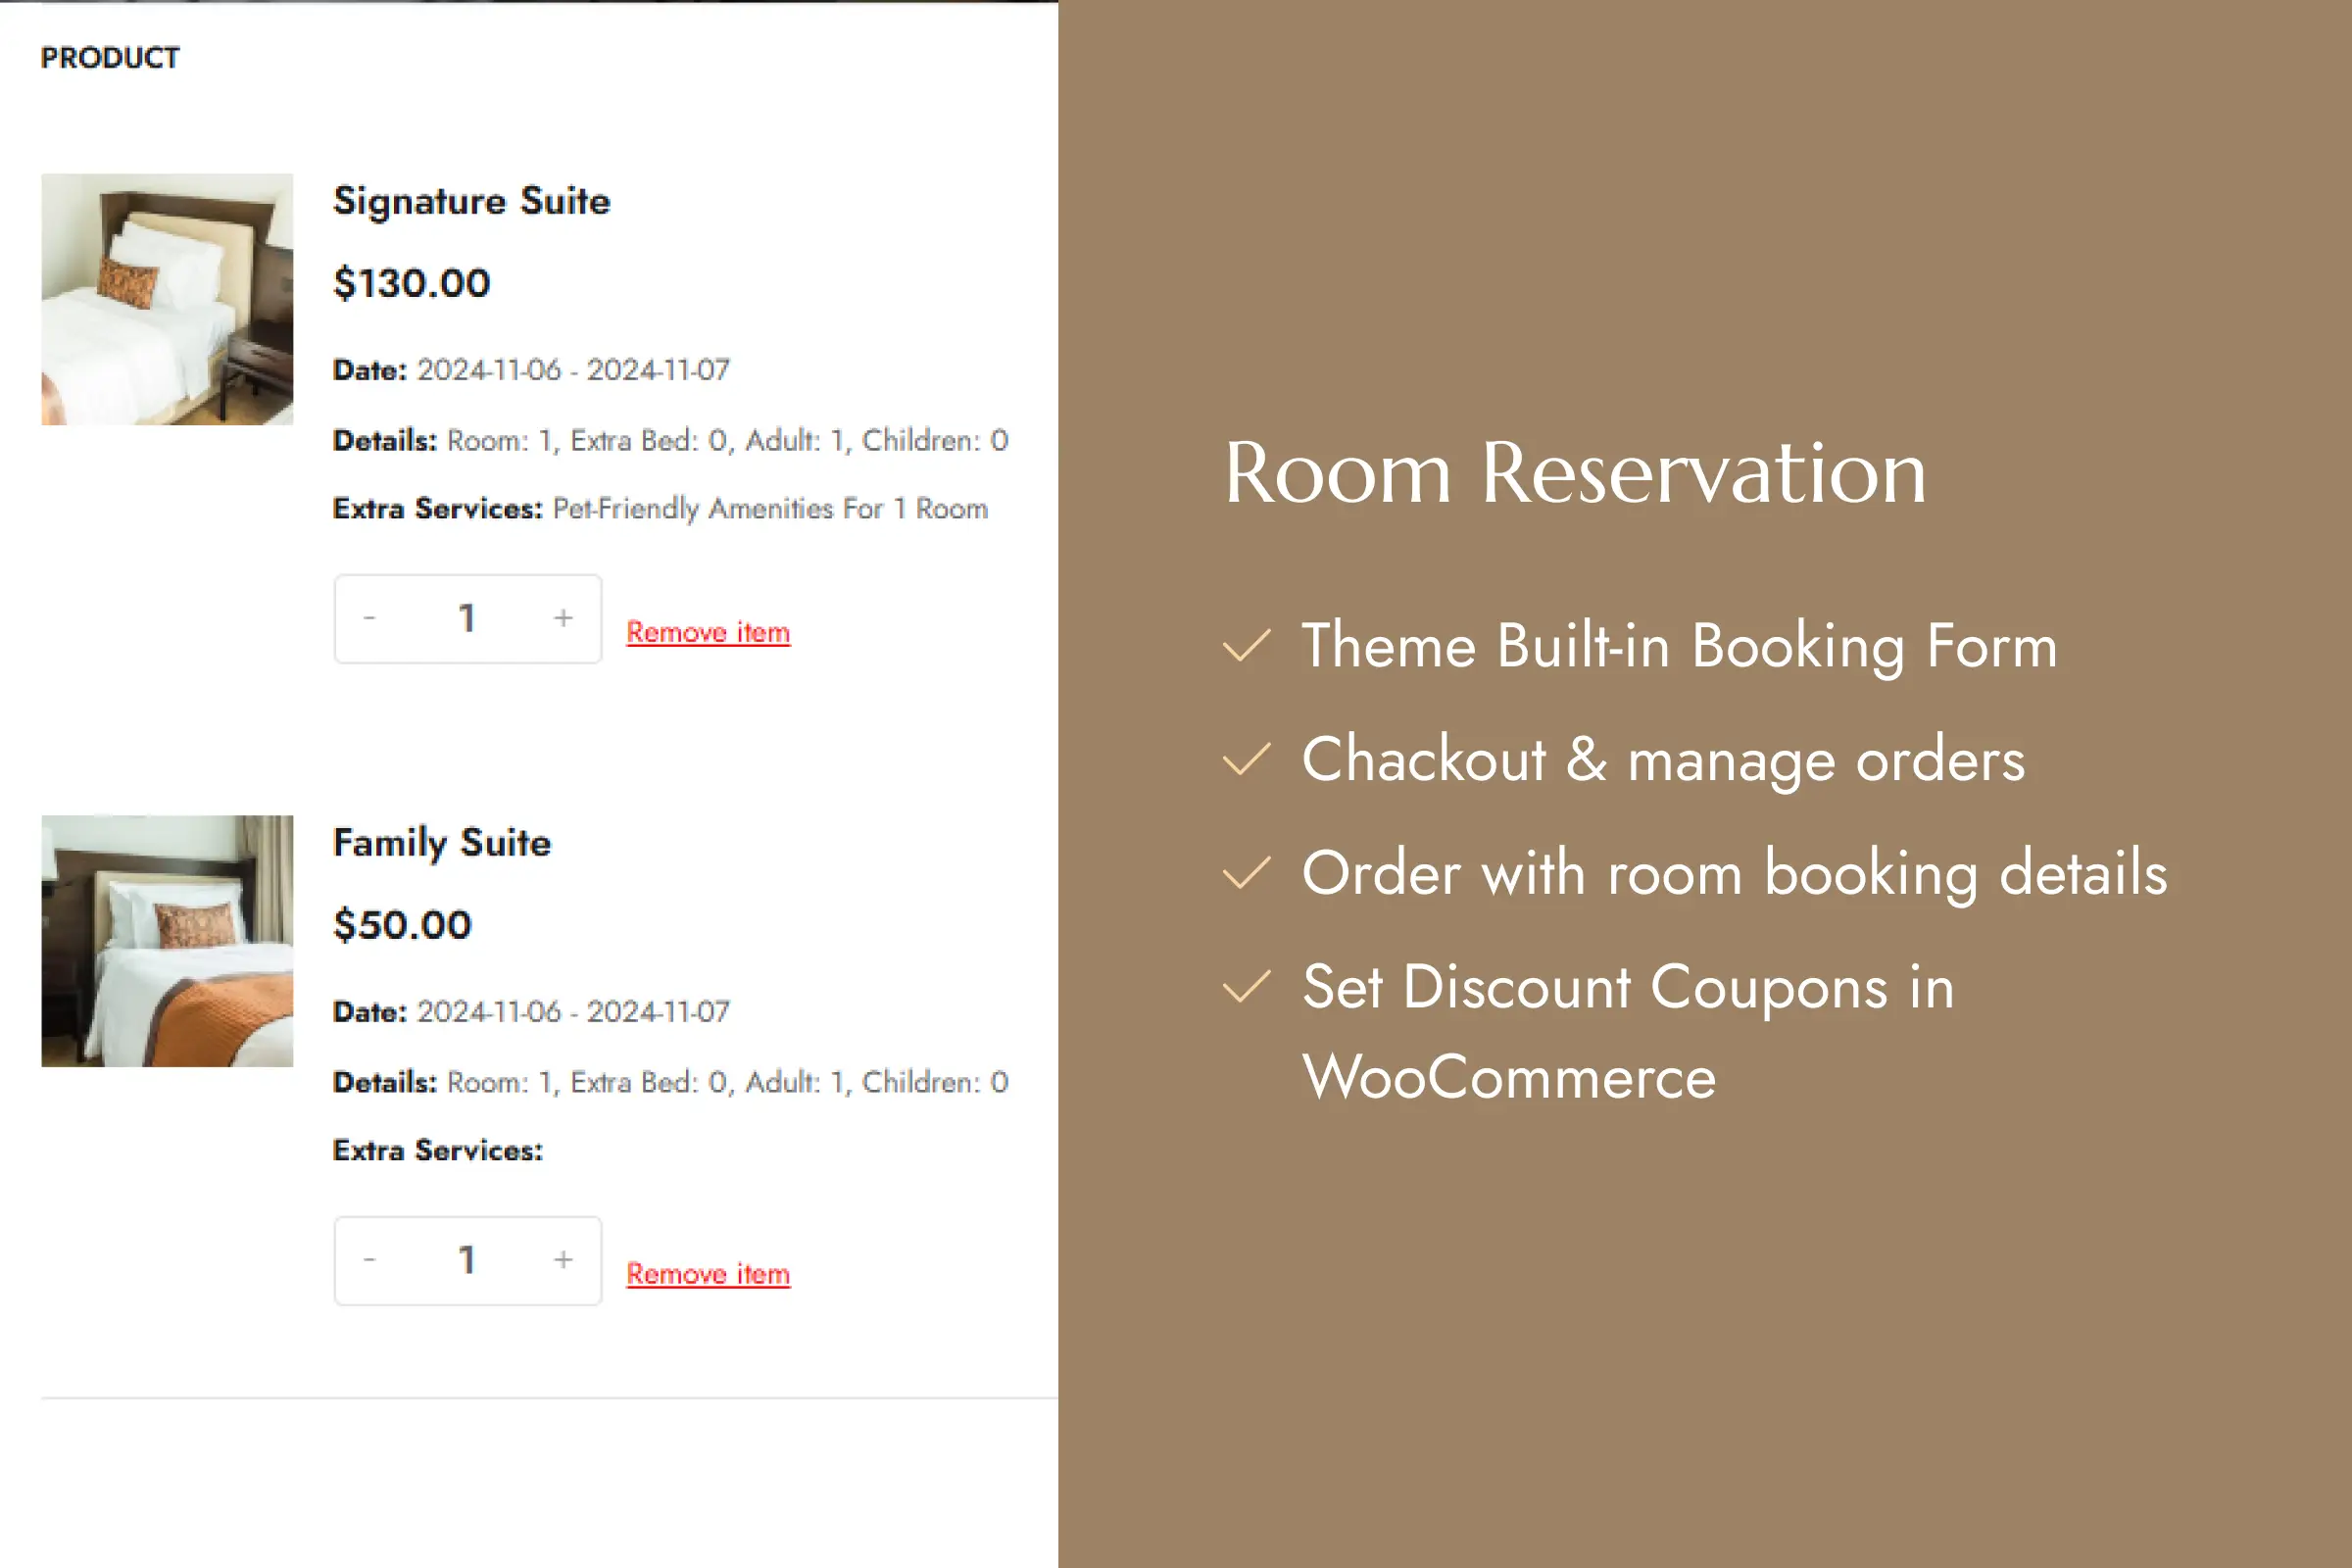 PRODUCT
Signature Suite
$130.00
Date: 2024-11-06 - 2024-11-07
Details: Room: 1, Extra Bed: 0, Adult: 1, Children: 0
Extra Services: Pet-Friendly Amenities For 1 Room
- 1 +
Remove item
Family Suite
$50.00
Date: 2024-11-06 - 2024-11-07
Details: Room: 1, Extra Bed: 0, Adult: 1, Children: 0
Extra Services:
- 1 +
Remove item
Room Reservation
Theme Built-in Booking Form
Chackout & manage orders
Order with room booking details
Set Discount Coupons in
WooCommerce